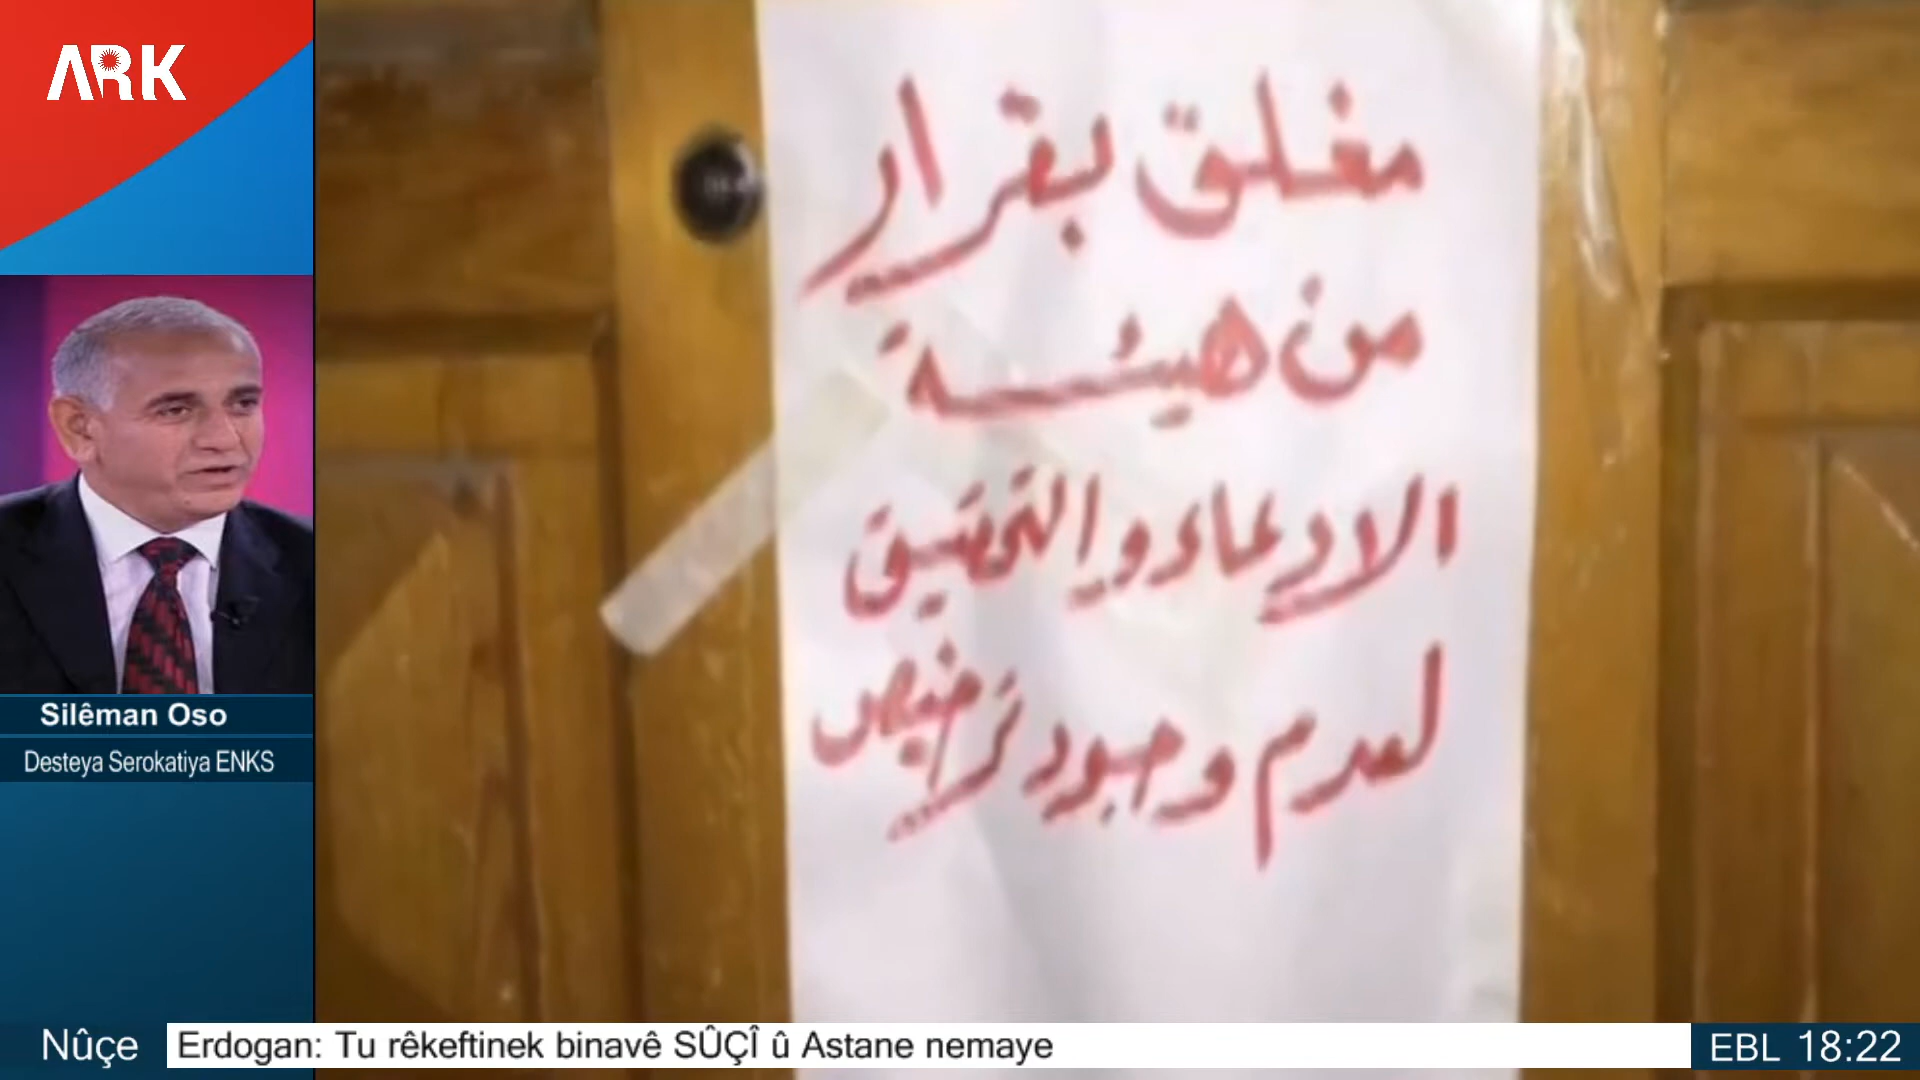 ARK
مغلق بقرار
من هيئة
الادعاء والتحقيق
لعدم وجود ترخيص
Silêman Oso
Desteya Serokatiya ENKS
Nûçe
Erdogan: Tu rêkeftinek binavê SÛÇÎ û Astane nemaye
EBL 18:22